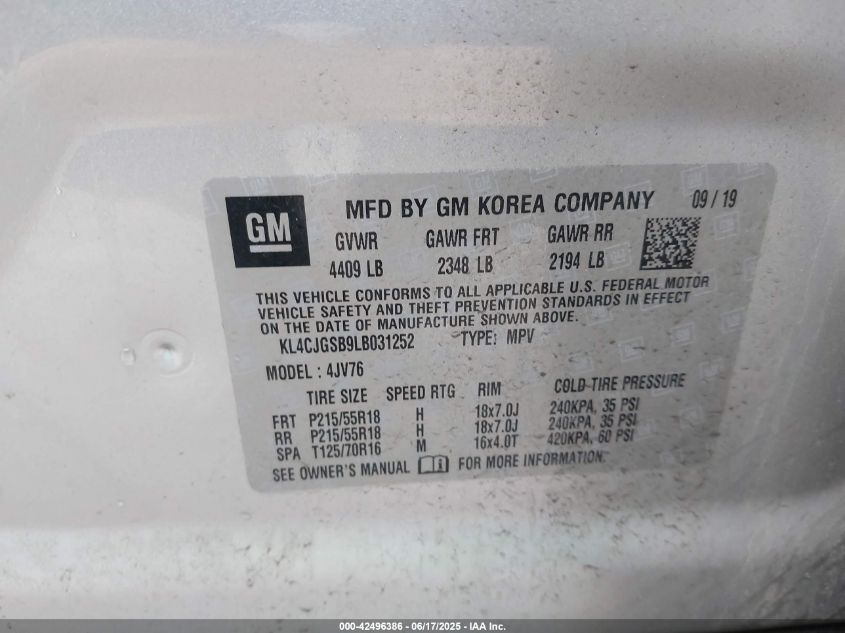 GM
MFD BY GM KOREA COMPANY 09 / 19
GVWR GAWR FRT GAWR RR
4409 LB 2348 LB 2194 LB
THIS VEHICLE CONFORMS TO ALL APPLICABLE U.S. FEDERAL MOTOR
VEHICLE SAFETY AND THEFT PREVENTION STANDARDS IN EFFECT
ON THE DATE OF MANUFACTURE SHOWN ABOVE.
KL4CJGSB9LB031252 TYPE: MPV
MODEL : 4JV76
TIRE SIZE SPEED RTG RIM COLD TIRE PRESSURE
FRT P215/55R18 H 18x7.0J 240KPA, 35 PSI
RR P215/55R18 H 18x7.0J 240KPA, 35 PSI
SPA T125/70R16 M 16x4.0T 420KPA, 60 PSI
SEE OWNER'S MANUAL FOR MORE INFORMATION.
000-42496386 - 06/17/2025 - IAA Inc.